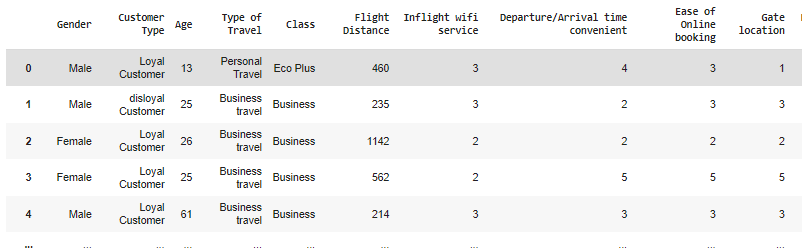 Gender Customer Type Age Type of Travel Class Flight Distance Inflight wifi service Departure/Arrival time convenient Ease of Online booking Gate location
0 Male Loyal Customer 13 Personal Travel Eco Plus 460 3 4 3 1
1 Male disloyal Customer 25 Business travel Business 235 3 2 3 3
2 Female Loyal Customer 26 Business travel Business 1142 2 2 2 2
3 Female Loyal Customer 25 Business travel Business 562 2 5 5 5
4 Male Loyal Customer 61 Business travel Business 214 3 3 3 3
... ... ... ... ... ... ... ... ... ... ...